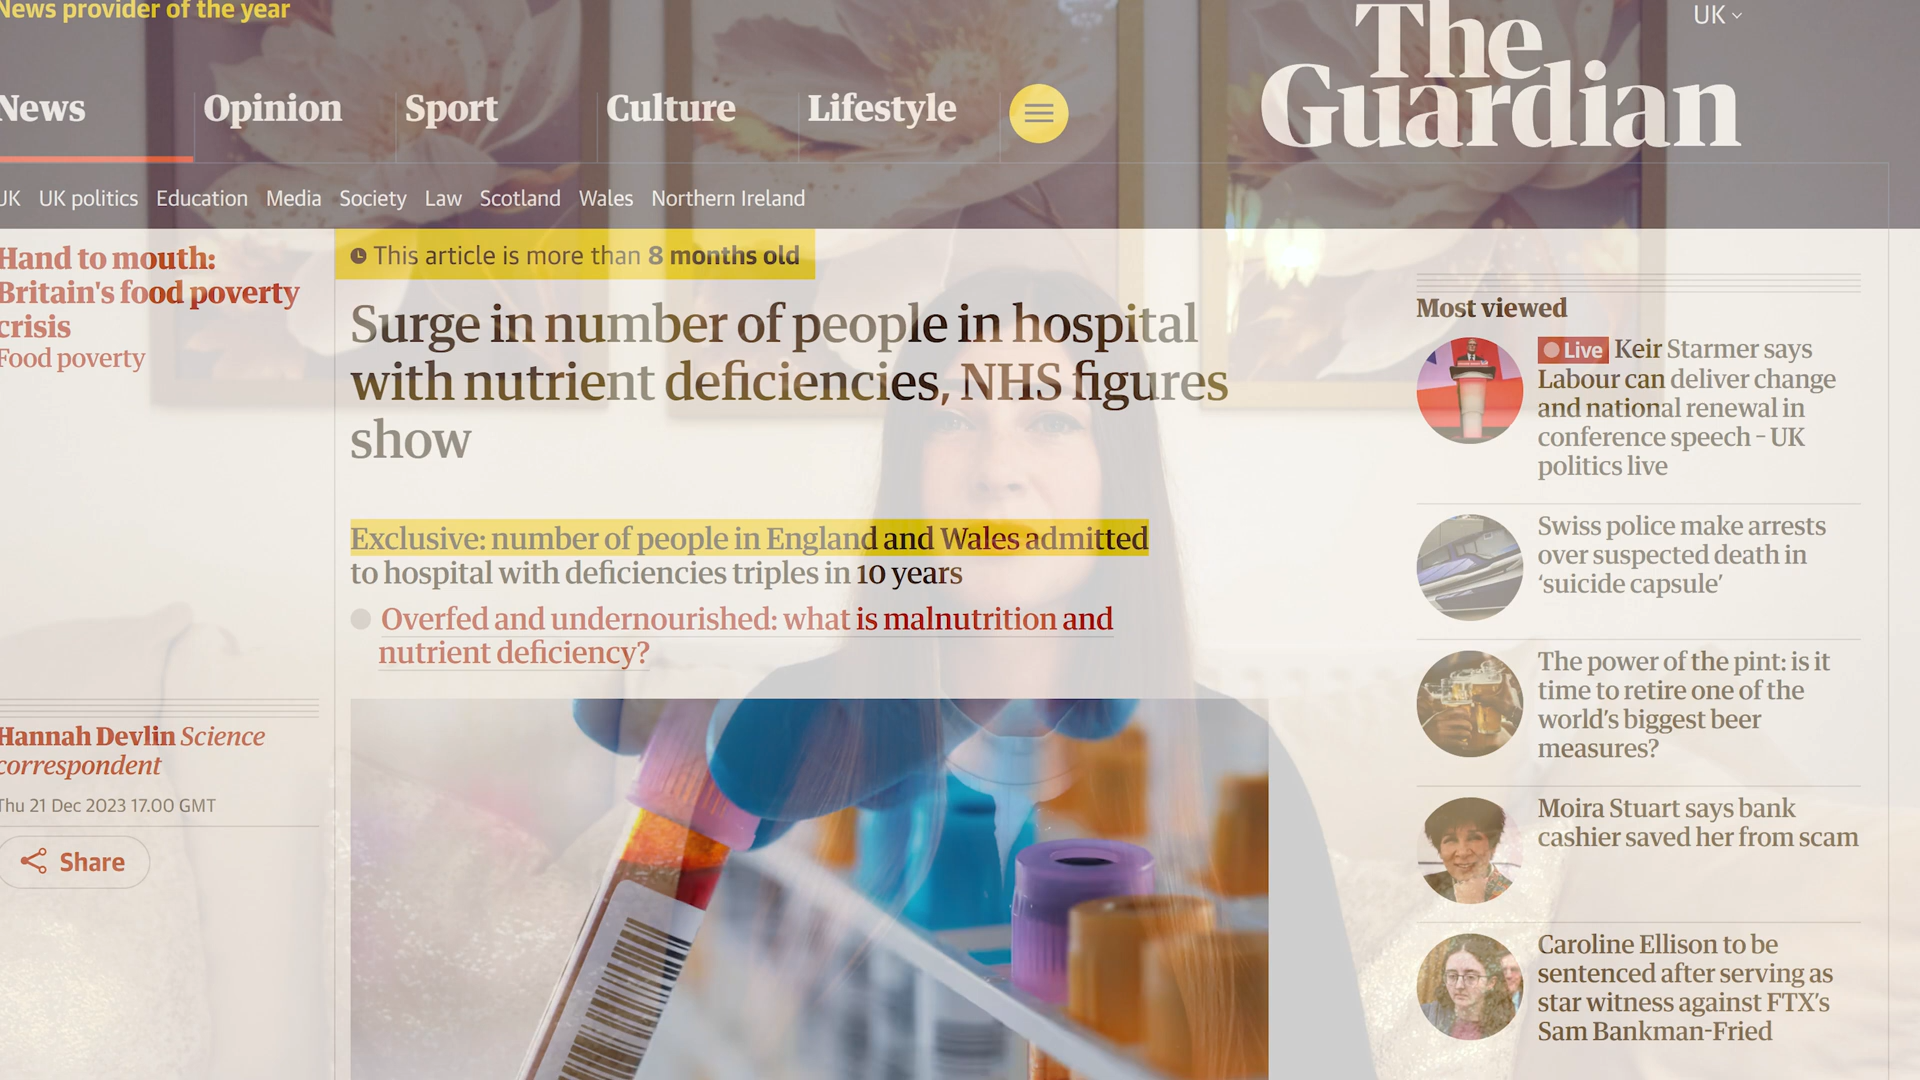 News provider of the year
UK
The
Guardian
News
Opinion
Sport
Culture
Lifestyle
UK
UK politics
Education
Media
Society
Law
Scotland
Wales
Northern Ireland
Hand to mouth:
Britain's food poverty
crisis
Food poverty
This article is more than 8 months old
Surge in number of people in hospital
with nutrient deficiencies, NHS figures
show
Exclusive: number of people in England and Wales admitted
to hospital with deficiencies triples in 10 years
Overfed and undernourished: what is malnutrition and
nutrient deficiency?
Hannah Devlin Science
correspondent
Thu 21 Dec 2023 17.00 GMT
Share
Most viewed
Live Keir Starmer says
Labour can deliver change
and national renewal in
conference speech – UK
politics live
Swiss police make arrests
over suspected death in
‘suicide capsule’
The power of the pint: is it
time to retire one of the
world’s biggest beer
measures?
Moira Stuart says bank
cashier saved her from scam
Caroline Ellison to be
sentenced after serving as
star witness against FTX’s
Sam Bankman-Fried